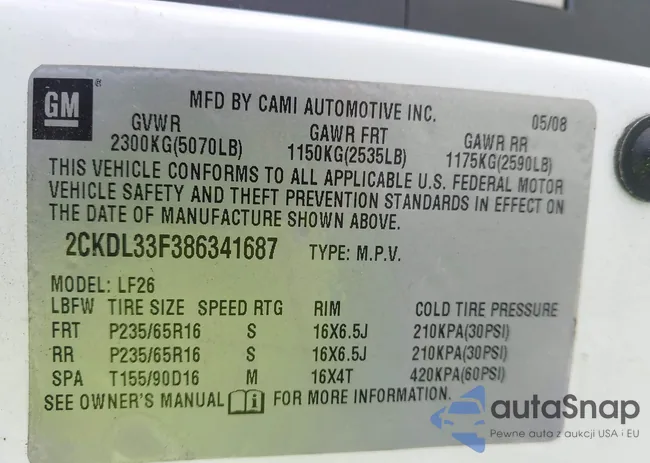 GM ®
MFD BY CAMI AUTOMOTIVE INC. 05/08
GVWR GAWR FRT GAWR RR
2300KG(5070LB) 1150KG(2535LB) 1175KG(2590LB)
THIS VEHICLE CONFORMS TO ALL APPLICABLE U.S. FEDERAL MOTOR
VEHICLE SAFETY AND THEFT PREVENTION STANDARDS IN EFFECT ON
THE DATE OF MANUFACTURE SHOWN ABOVE.
2CKDL33F386341687 TYPE: M.P.V.
MODEL: LF26
LBFW TIRE SIZE SPEED RTG RIM COLD TIRE PRESSURE
FRT P235/65R16 S 16X6.5J 210KPA(30PSI)
RR P235/65R16 S 16X6.5J 210KPA(30PSI)
SPA T155/90D16 M 16X4T 420KPA(60PSI)
SEE OWNER'S MANUAL FOR MORE INFORMATION.
autaSnap
Pewne auta z aukcji USA i EU